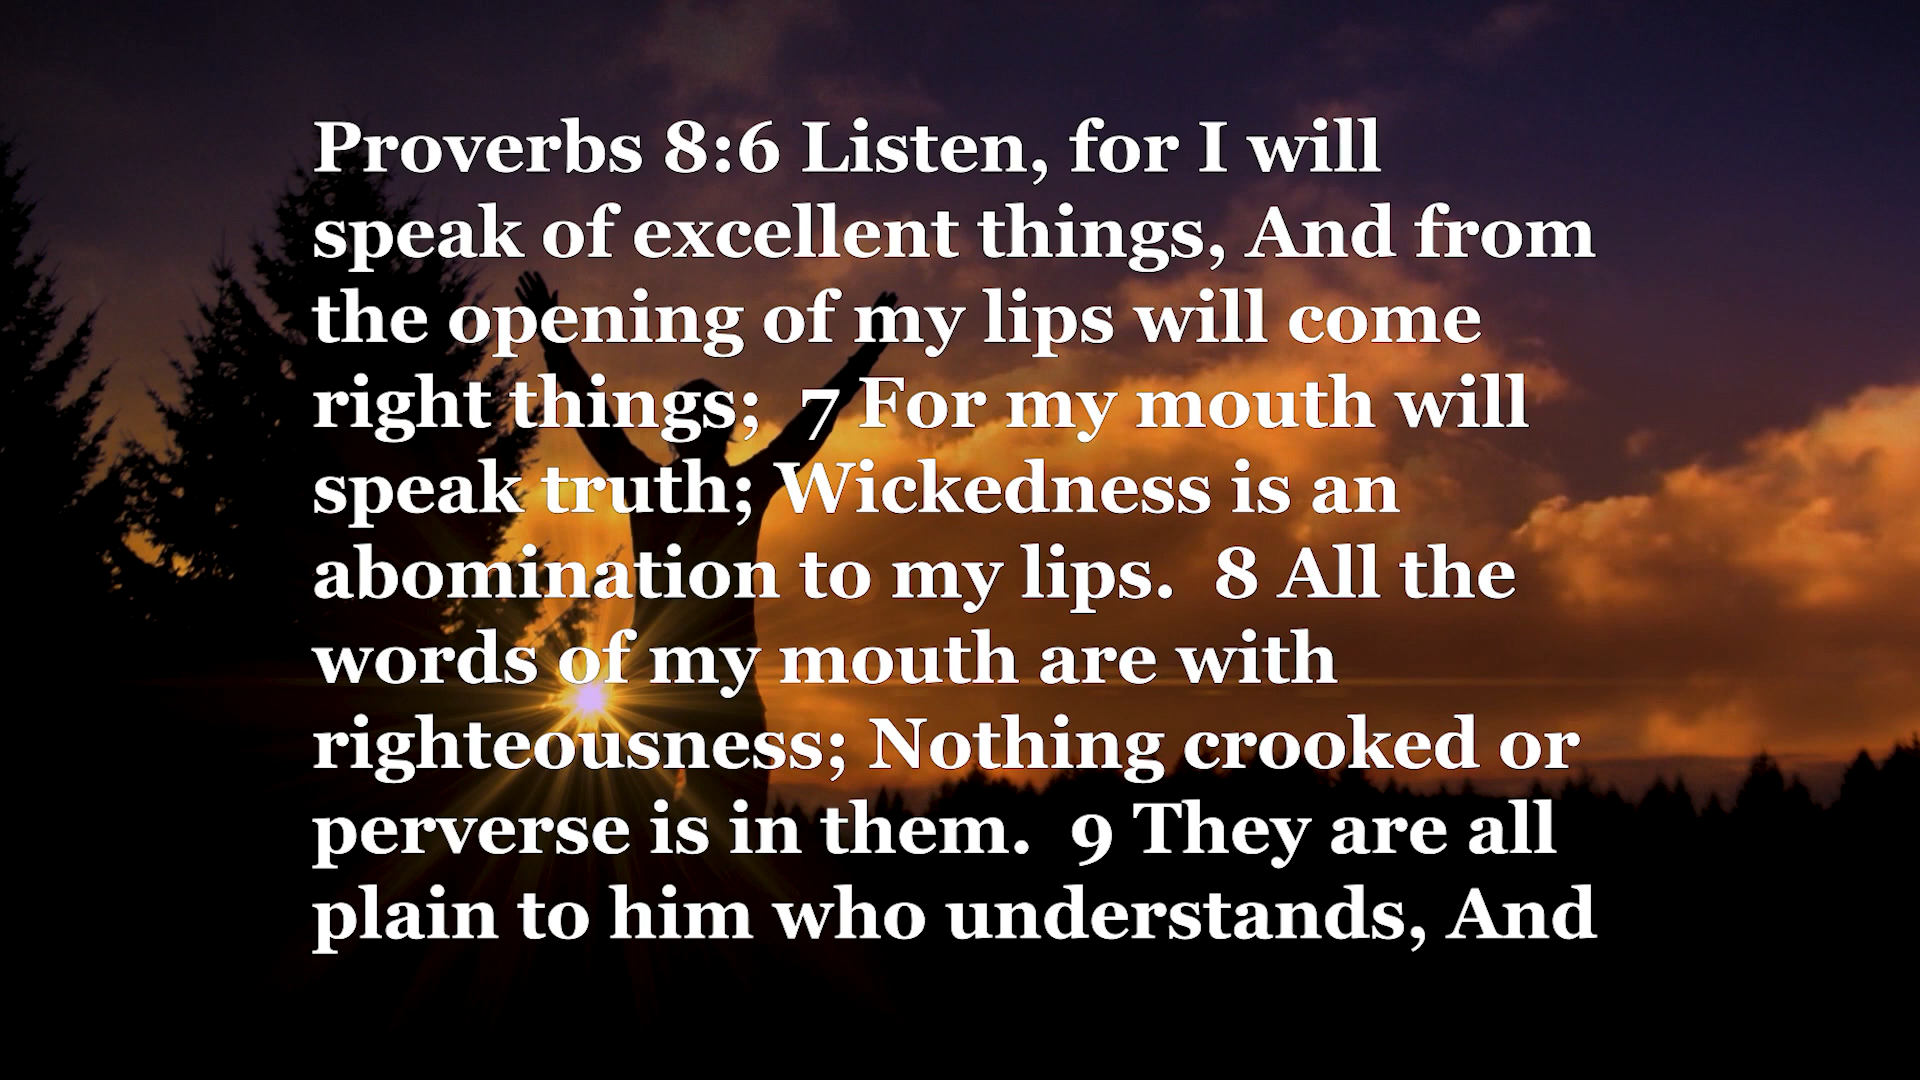 Proverbs 8:6 Listen, for I will
speak of excellent things, And from
the opening of my lips will come
right things;  7 For my mouth will
speak truth; Wickedness is an
abomination to my lips.  8 All the
words of my mouth are with
righteousness; Nothing crooked or
perverse is in them.  9 They are all
plain to him who understands, And